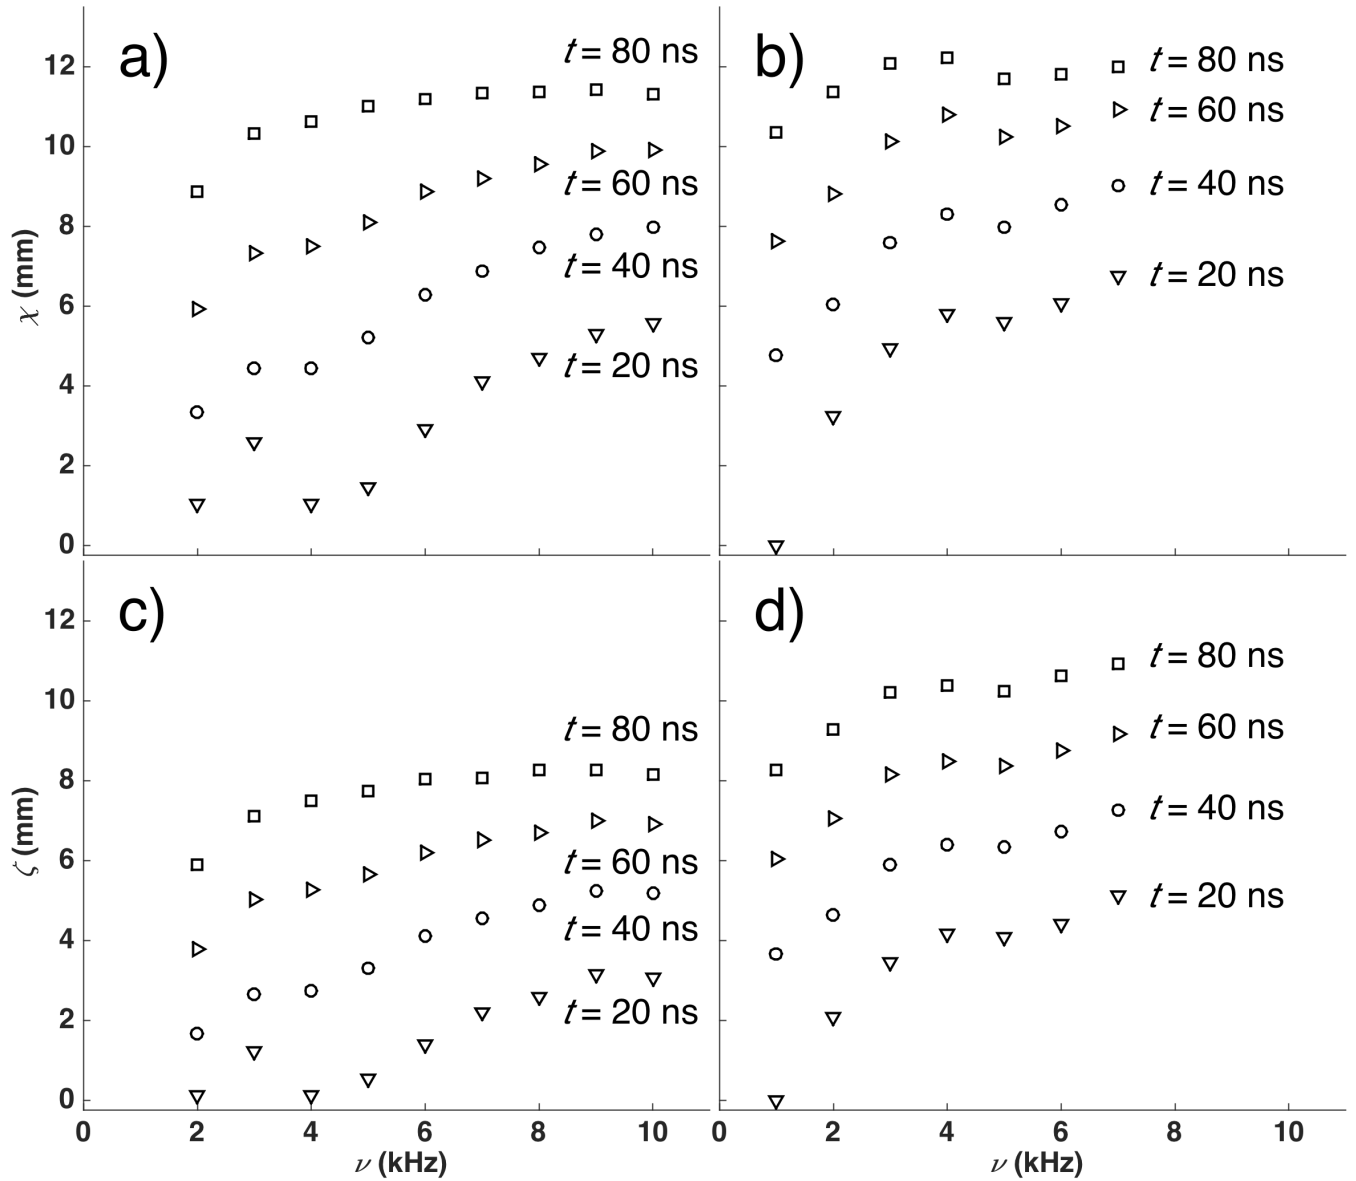 a)
t = 80 ns
t = 60 ns
t = 40 ns
t = 20 ns
12
10
8
6
4
2
0
χ (mm)
b)
t = 80 ns
t = 60 ns
t = 40 ns
t = 20 ns
c)
t = 80 ns
t = 60 ns
t = 40 ns
t = 20 ns
12
10
8
6
4
2
0
ζ (mm)
0 2 4 6 8 10
ν (kHz)
d)
t = 80 ns
t = 60 ns
t = 40 ns
t = 20 ns
0 2 4 6 8 10
ν (kHz)